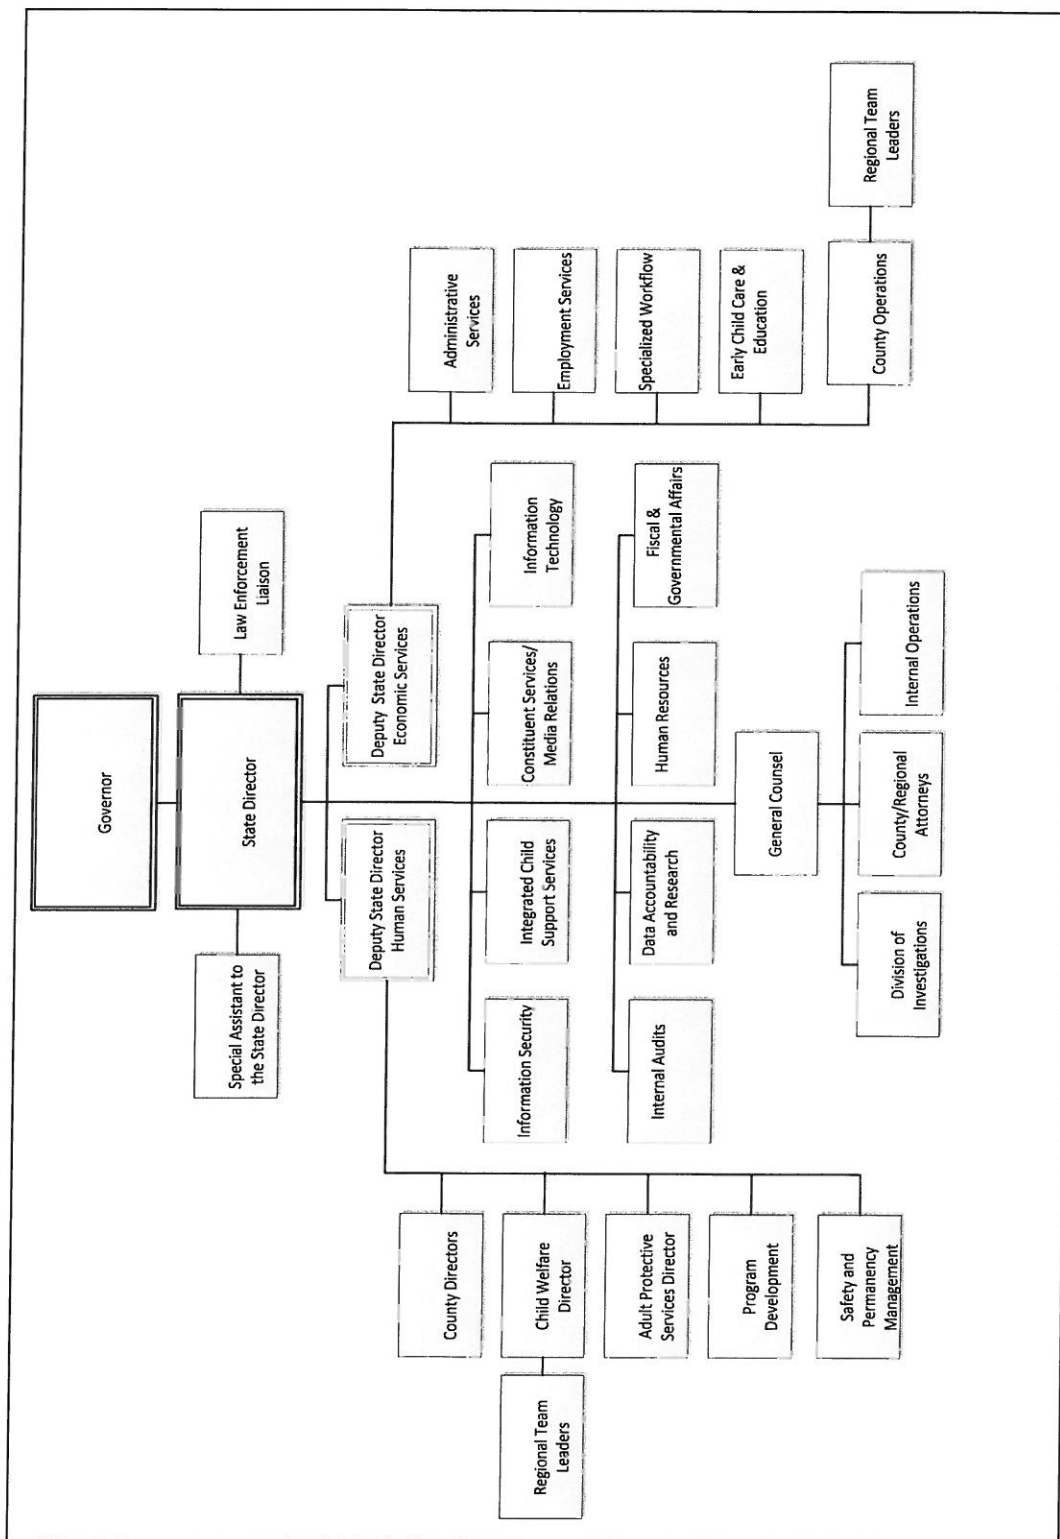 Governor
State Director
Special Assistant to
the State Director
Law Enforcement
Liaison
Deputy State Director
Human Services
Deputy State Director
Economic Services
County Directors
Child Welfare
Director
Regional Team
Leaders
Adult Protective
Services Director
Program
Development
Safety and
Permanency
Management
Information Security
Integrated Child
Support Services
Constituent Services/
Media Relations
Information
Technology
Internal Audits
Data Accountability
and Research
Human Resources
Fiscal &
Governmental Affairs
General Counsel
Division of
Investigations
County/Regional
Attorneys
Internal Operations
Administrative
Services
Employment Services
Specialized Workflow
Early Child Care &
Education
County Operations
Regional Team
Leaders